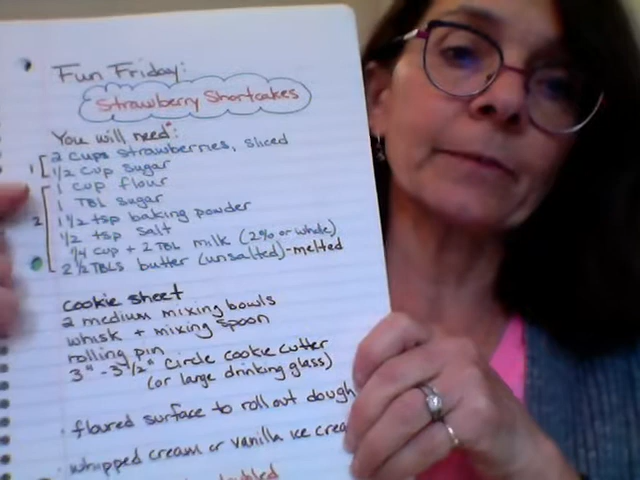 Fun Friday:
Strawberry Shortcakes
You will need:
1 2 cups strawberries, sliced
1/2 cup sugar
2 1 cup flour
1 TBL sugar
1 1/2 tsp baking powder
1/2 tsp salt
1/4 cup + 2 TBL milk (2% or whole)
2 1/2 TBLS butter (unsalted)-melted
cookie sheet
2 medium mixing bowls
whisk + mixing spoon
rolling pin
3" - 3 1/2" circle cookie cutter
(or large drinking glass)
• floured surface to roll out dough
• whipped cream or vanilla ice crea
doubled